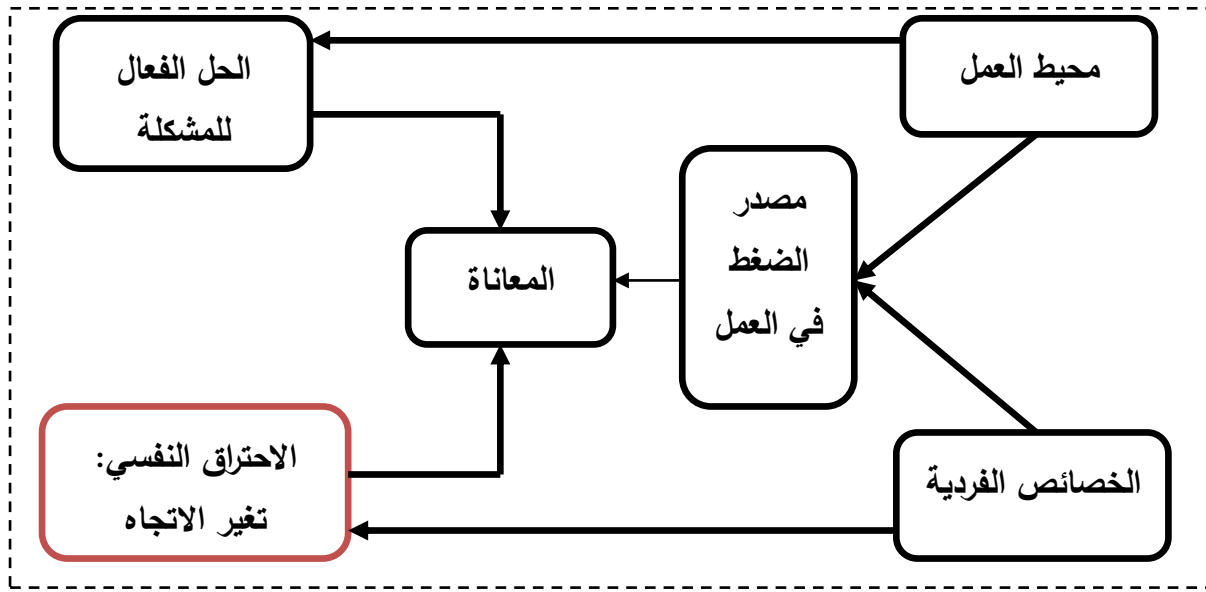 محيط العمل
الحل الفعال
للمشكلة
مصدر
الضغط
في العمل
المعاناة
الخصائص الفردية
الاحتراق النفسي:
تغير الاتجاه